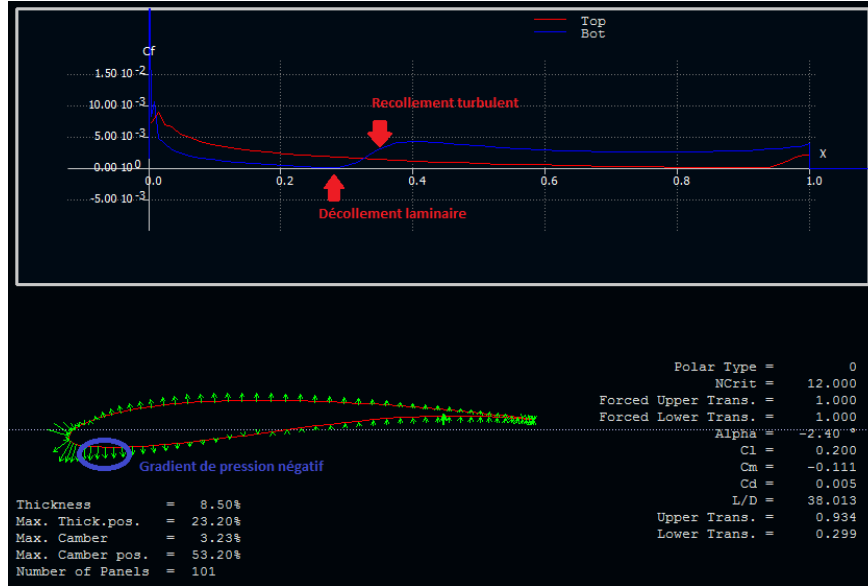 Top
Bot
Cf
1.50 10 -2
10.00 10 -3
Recollement turbulent
5.00 10 -3
0.00 10 0
X
0.0 0.2 0.4 0.6 0.8 1.0
-5.00 10 -3
Décollement laminaire
Gradient de pression négatif
Polar Type = 0
NCrit = 12.000
Forced Upper Trans. = 1.000
Forced Lower Trans. = 1.000
Alpha = -2.40 °
Cl = 0.200
Cm = -0.111
Cd = 0.005
L/D = 38.013
Upper Trans. = 0.934
Lower Trans. = 0.299
Thickness = 8.50%
Max. Thick.pos. = 23.20%
Max. Camber = 3.23%
Max. Camber pos. = 53.20%
Number of Panels = 101